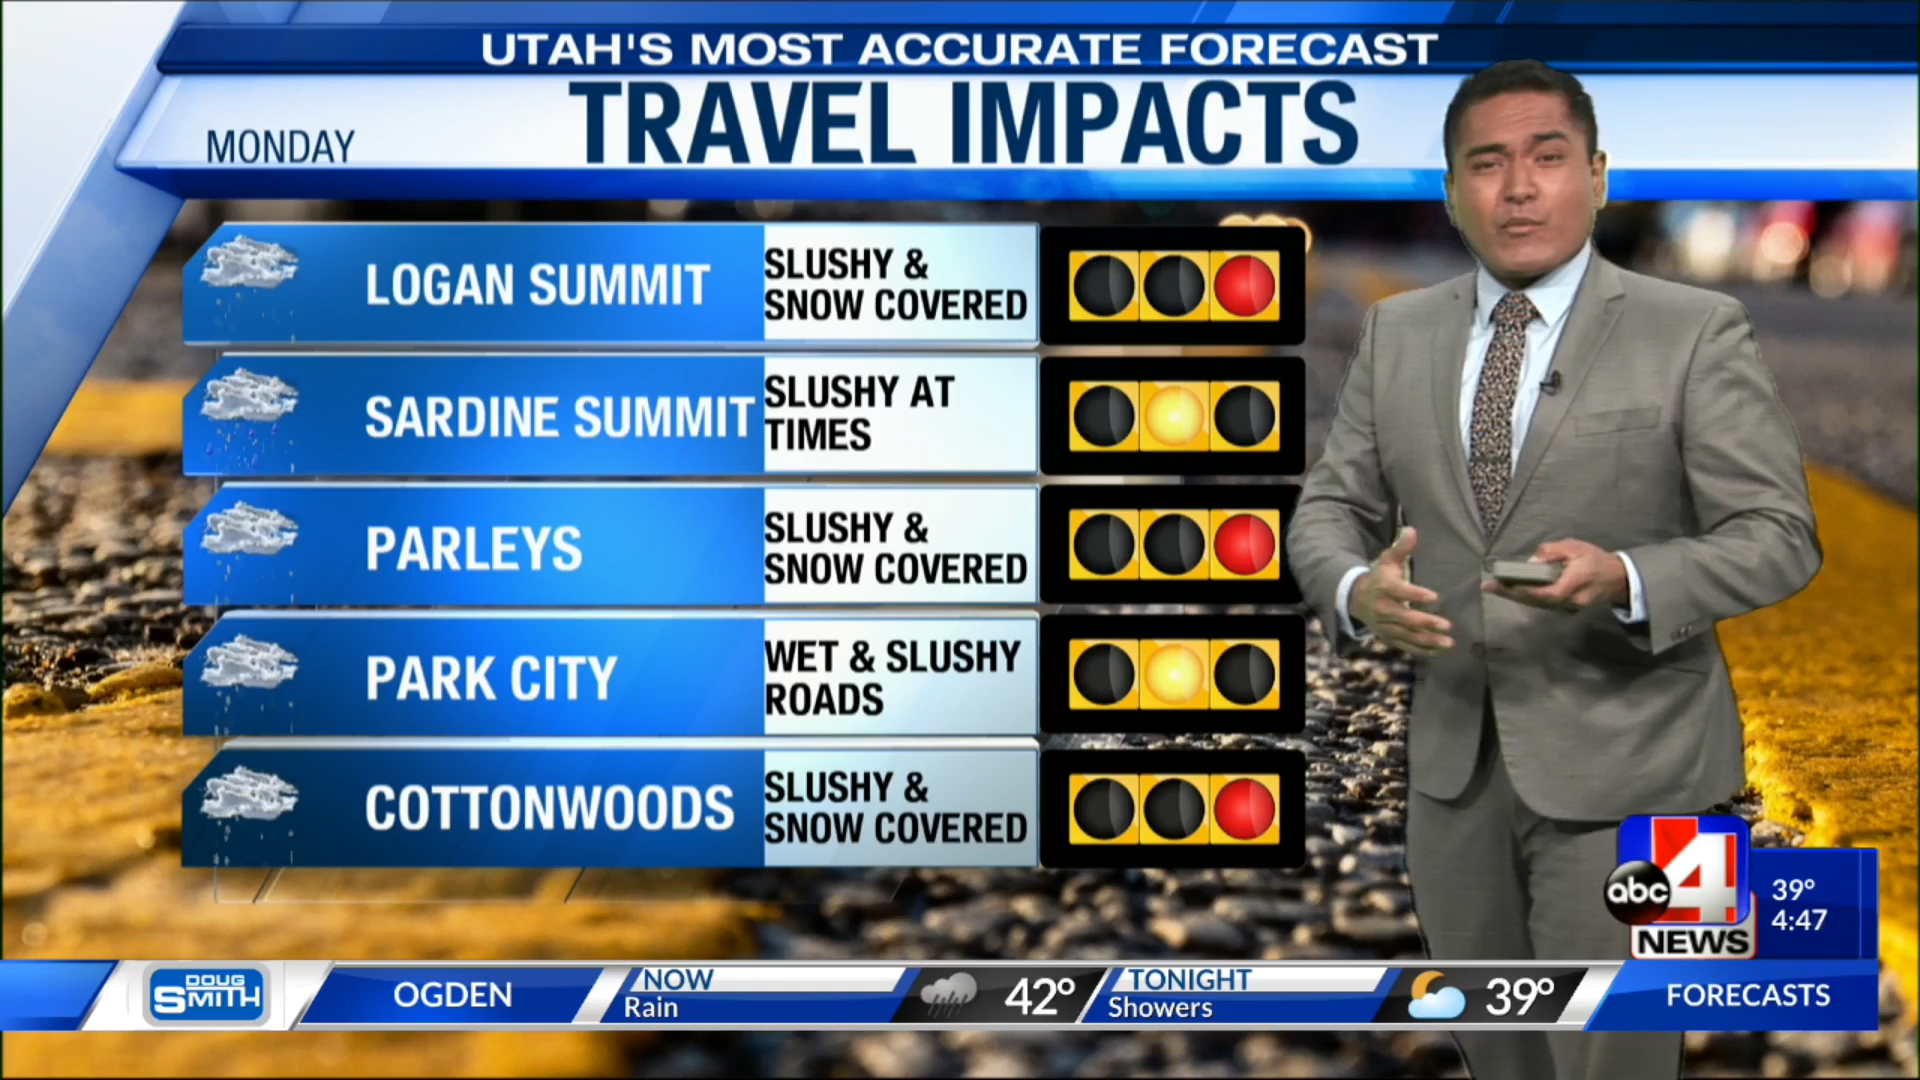 UTAH'S MOST ACCURATE FORECAST
TRAVEL IMPACTS
MONDAY
LOGAN SUMMIT
SLUSHY &
SNOW COVERED
SARDINE SUMMIT
SLUSHY AT
TIMES
PARLEYS
SLUSHY &
SNOW COVERED
PARK CITY
WET & SLUSHY
ROADS
COTTONWOODS
SLUSHY &
SNOW COVERED
abc
4
NEWS
39°
4:47
DOUG
SMITH
OGDEN
NOW
Rain
42°
TONIGHT
Showers
39°
FORECASTS